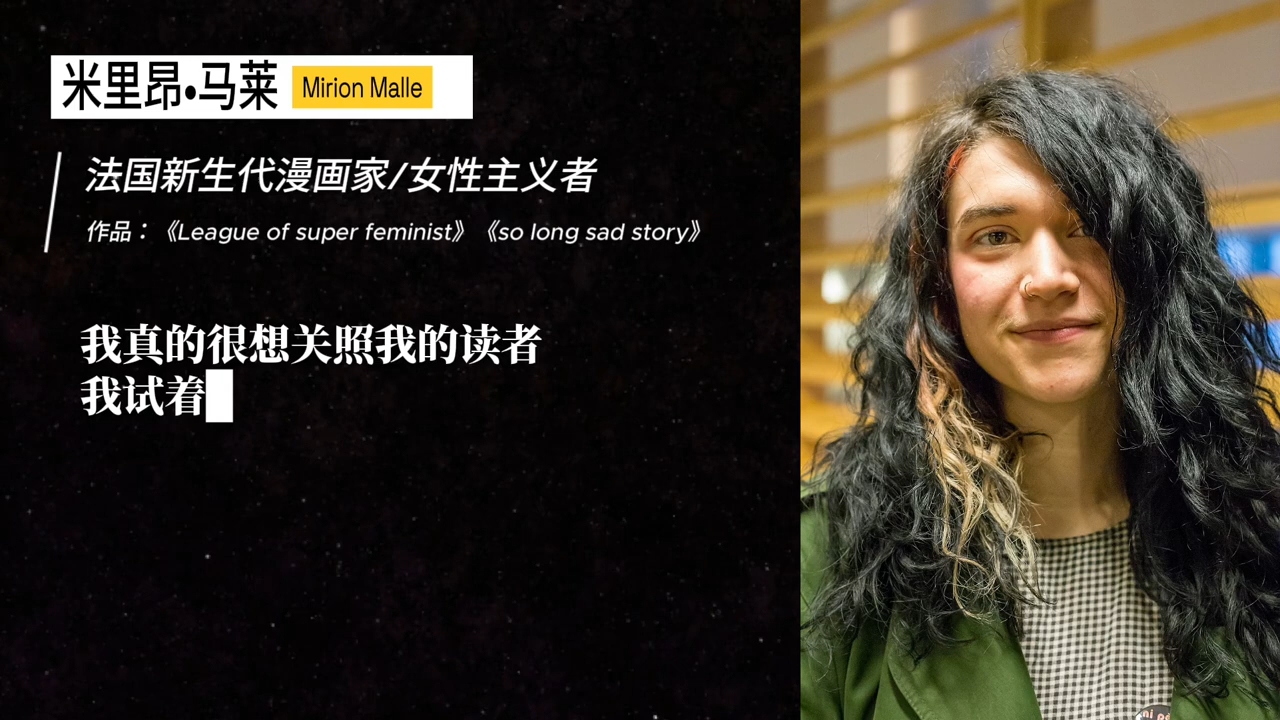 米里昂•马莱 Mirion Malle
法国新生代漫画家/女性主义者
作品：《League of super feminist》《so long sad story》
我真的很想关照我的读者
我试着